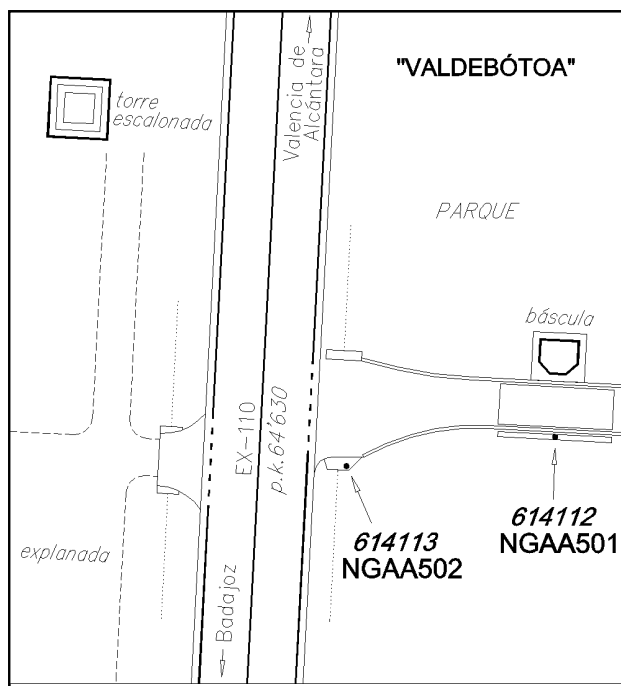 "VALDEBÓTOA"
Valencia de
Alcántara
torre
escalonada
PARQUE
báscula
EX-110
p.k.64'630
614112
NGAA501
614113
NGAA502
explanada
Badajoz